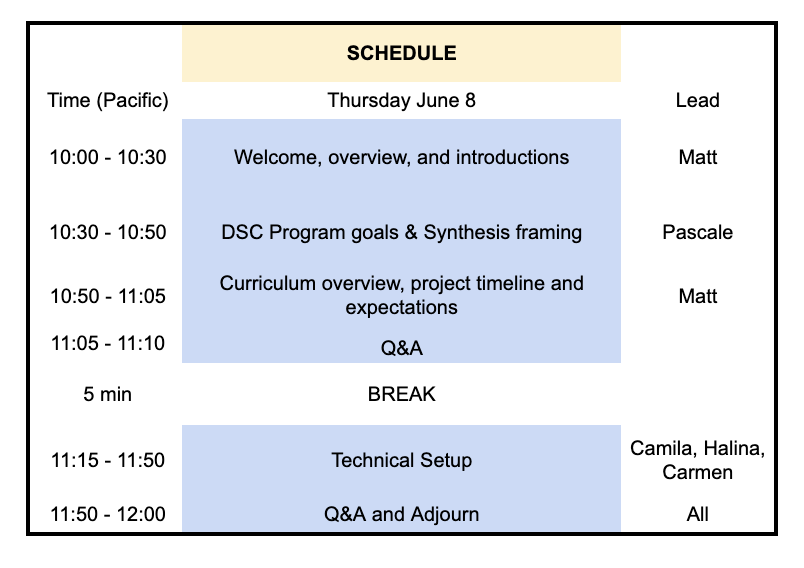 SCHEDULE
Time (Pacific) Thursday June 8 Lead
10:00 - 10:30 Welcome, overview, and introductions Matt
10:30 - 10:50 DSC Program goals & Synthesis framing Pascale
10:50 - 11:05 Curriculum overview, project timeline and
expectations Matt
11:05 - 11:10 Q&A
5 min BREAK
11:15 - 11:50 Technical Setup Camila, Halina,
Carmen
11:50 - 12:00 Q&A and Adjourn All